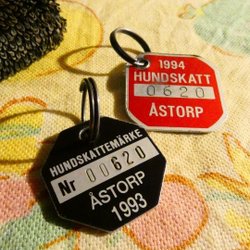 1994
HUNDSKATT
0620
ÅSTORP
HUNDSKATTEMÄRKE
Nr 00620
ÅSTORP
1993